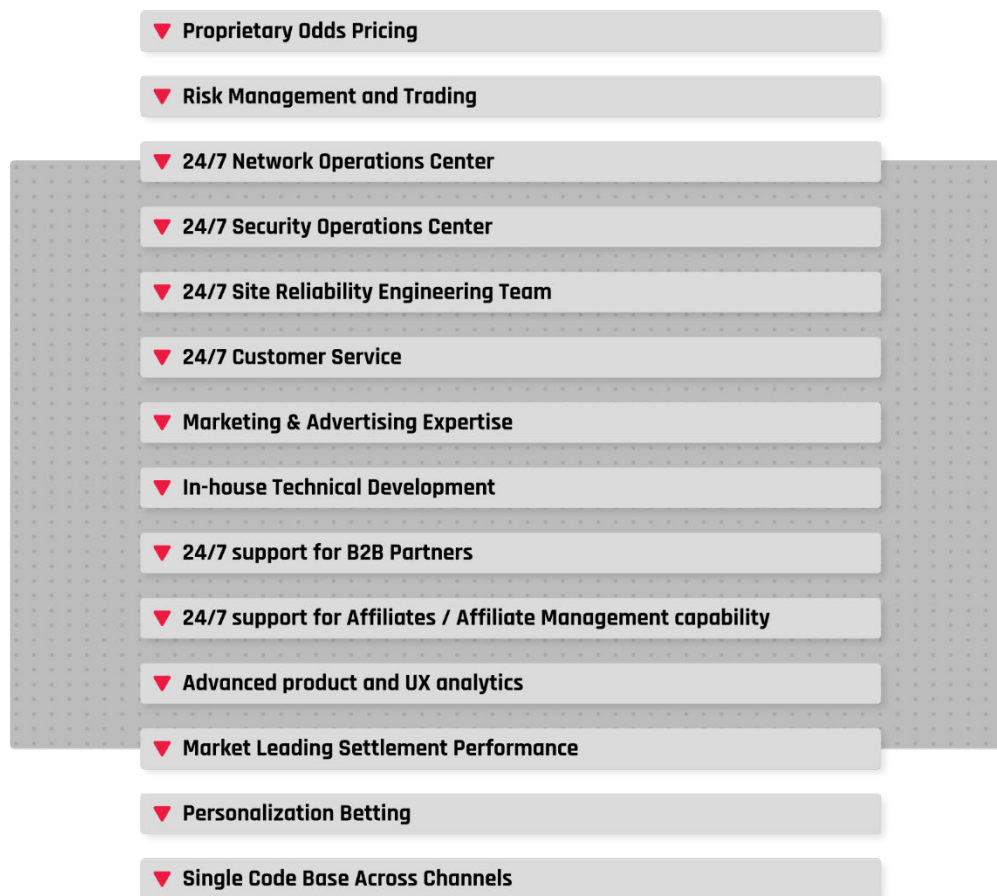 Proprietary Odds Pricing
Risk Management and Trading
24/7 Network Operations Center
24/7 Security Operations Center
24/7 Site Reliability Engineering Team
24/7 Customer Service
Marketing & Advertising Expertise
In-house Technical Development
24/7 support for B2B Partners
24/7 support for Affiliates / Affiliate Management capability
Advanced product and UX analytics
Market Leading Settlement Performance
Personalization Betting
Single Code Base Across Channels